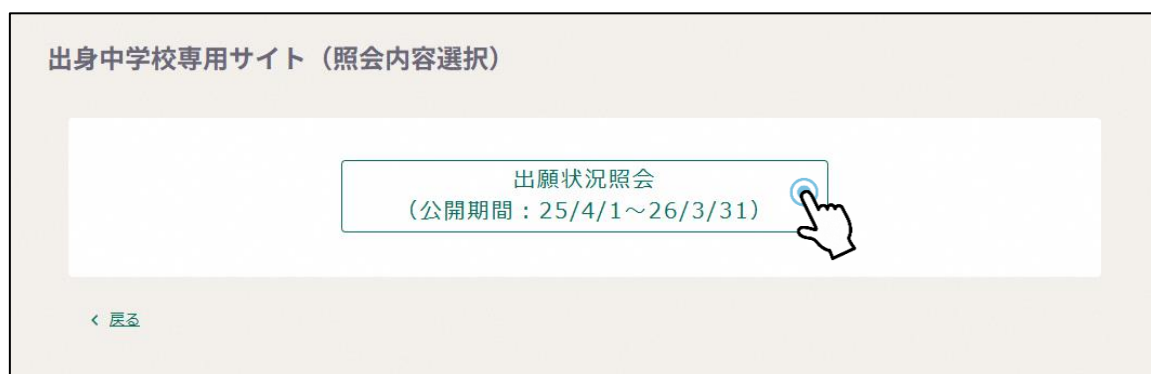 出身中学校専用サイト（照会内容選択）
出願状況照会
（公開期間：25/4/1～26/3/31）
< 戻る